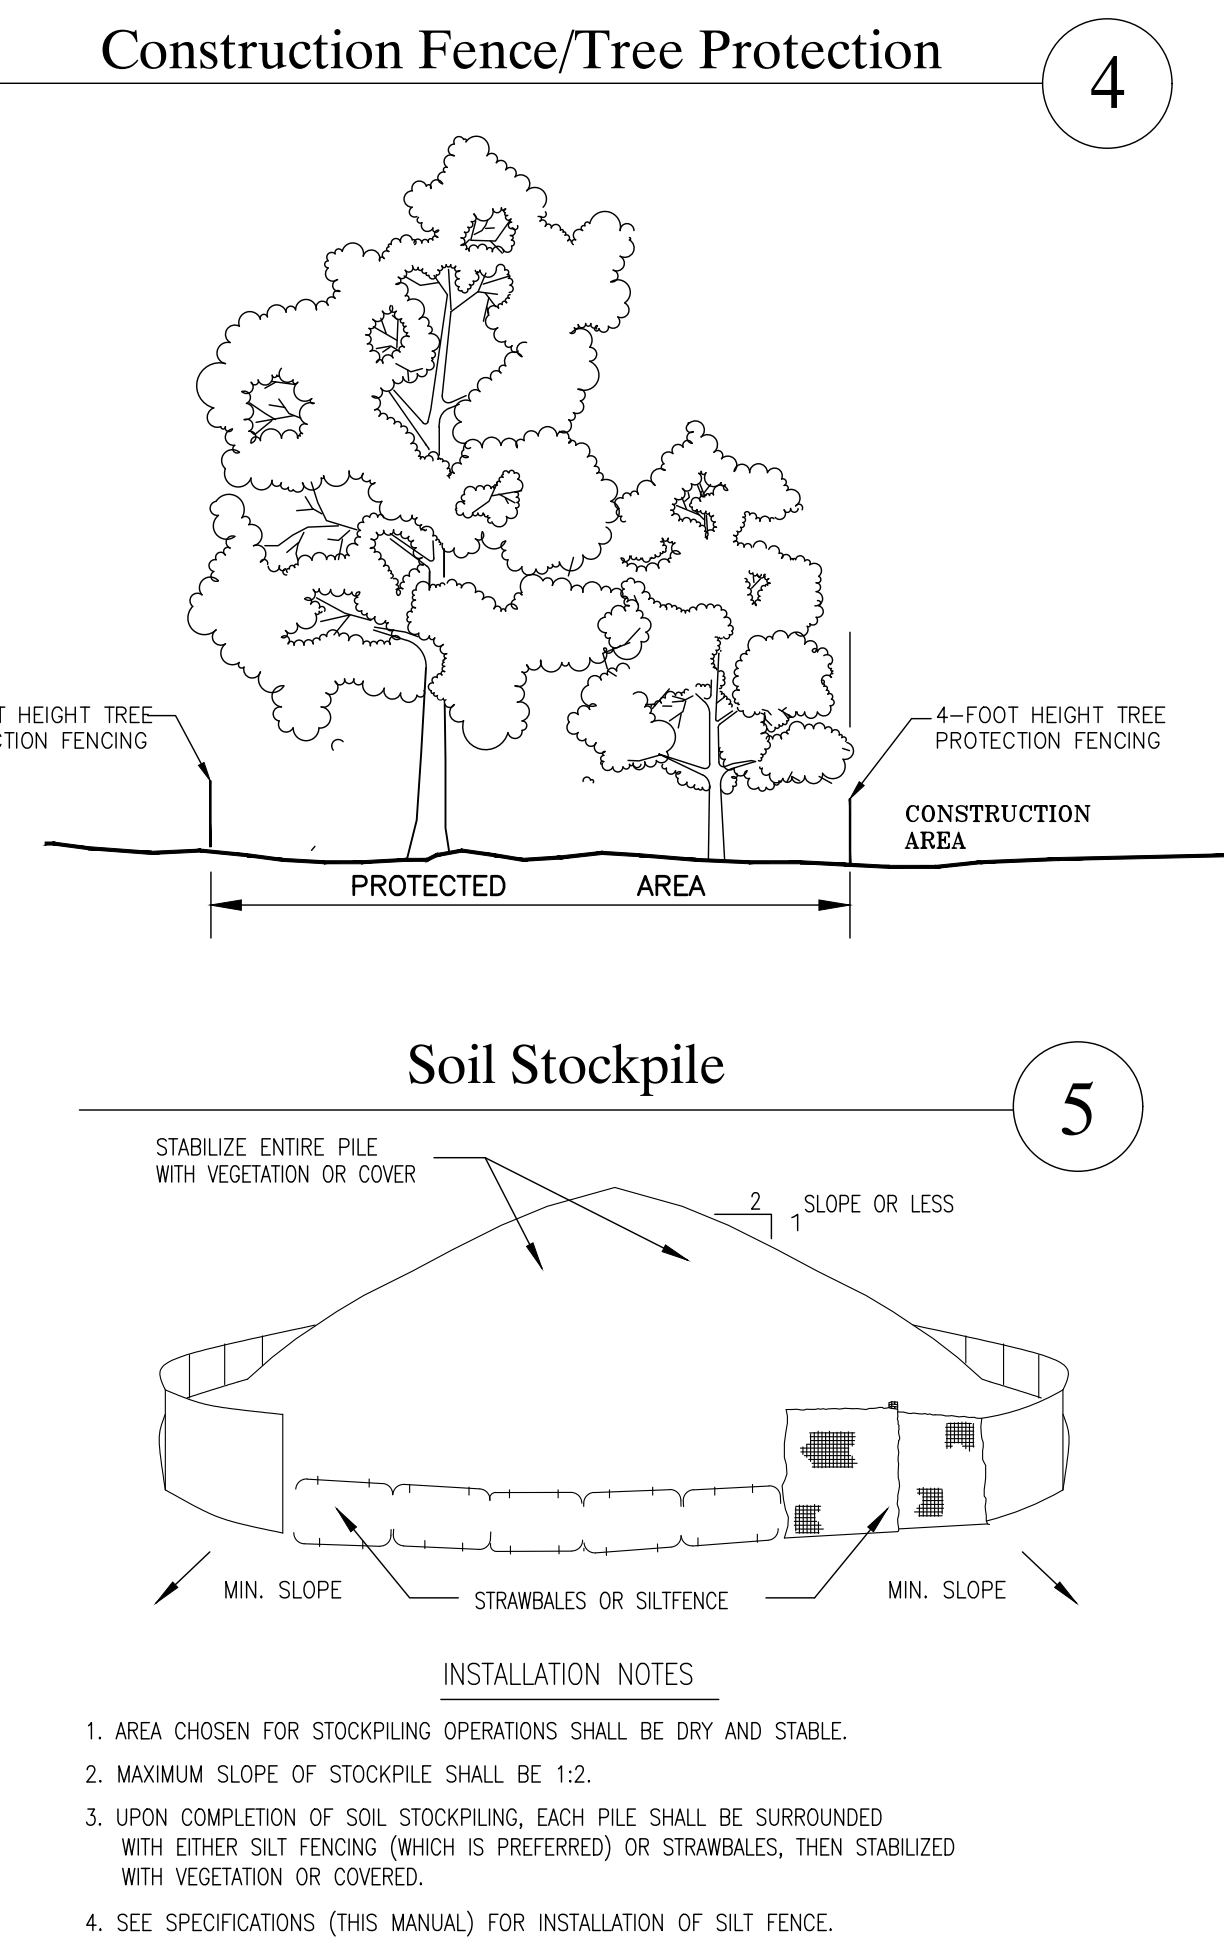 Construction Fence/Tree Protection
4
HEIGHT TREE
FENCING
4-FOOT HEIGHT TREE
PROTECTION FENCING
CONSTRUCTION
AREA
PROTECTED AREA
Soil Stockpile
5
STABILIZE ENTIRE PILE
WITH VEGETATION OR COVER
2
1 SLOPE OR LESS
MIN. SLOPE
STRAWBALES OR SILTFENCE
MIN. SLOPE
INSTALLATION NOTES
1. AREA CHOSEN FOR STOCKPILING OPERATIONS SHALL BE DRY AND STABLE.
2. MAXIMUM SLOPE OF STOCKPILE SHALL BE 1:2.
3. UPON COMPLETION OF SOIL STOCKPILING, EACH PILE SHALL BE SURROUNDED
WITH EITHER SILT FENCING (WHICH IS PREFERRED) OR STRAWBALES, THEN STABILIZED
WITH VEGETATION OR COVERED.
4. SEE SPECIFICATIONS (THIS MANUAL) FOR INSTALLATION OF SILT FENCE.